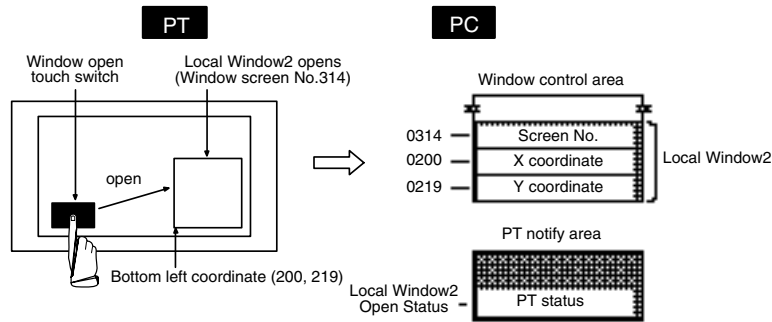 PT
PC
Window open
touch switch
Local Window2 opens
(Window screen No.314)
open
Bottom left coordinate (200, 219)
Window control area
0314
Screen No.
0200
X coordinate
0219
Y coordinate
Local Window2
PT notify area
Local Window2
Open Status
PT status